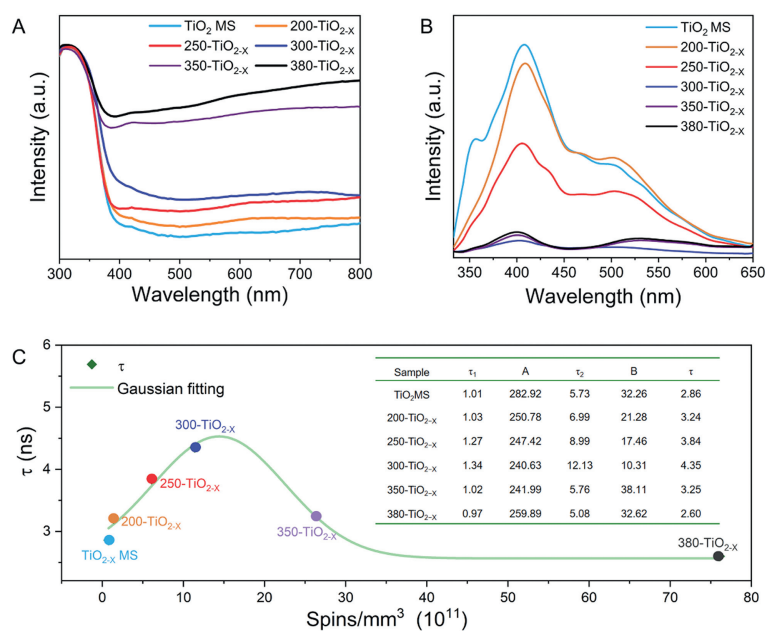 A
TiO₂ MS 200-TiO₂₋ₓ
250-TiO₂₋ₓ 300-TiO₂₋ₓ
350-TiO₂₋ₓ 380-TiO₂₋ₓ
Intensity (a.u.)
300 400 500 600 700 800
Wavelength (nm)
B
TiO₂ MS
200-TiO₂₋ₓ
250-TiO₂₋ₓ
300-TiO₂₋ₓ
350-TiO₂₋ₓ
380-TiO₂₋ₓ
Intensity (a.u.)
350 400 450 500 550 600 650
Wavelength (nm)
C
τ
Gaussian fitting
6
5
4
3
2
τ (ns)
300-TiO₂₋ₓ
250-TiO₂₋ₓ
200-TiO₂₋ₓ
TiO₂₋ₓ MS
350-TiO₂₋ₓ
380-TiO₂₋ₓ
Sample τ₁ A τ₂ B τ
TiO₂MS 1.01 282.92 5.73 32.26 2.86
200-TiO₂₋ₓ 1.03 250.78 6.99 21.28 3.24
250-TiO₂₋ₓ 1.27 247.42 8.99 17.46 3.84
300-TiO₂₋ₓ 1.34 240.63 12.13 10.31 4.35
350-TiO₂₋ₓ 1.02 241.99 5.76 38.11 3.25
380-TiO₂₋ₓ 0.97 259.89 5.08 32.62 2.60
0 10 20 30 40 50 60 70 80
Spins/mm³ (10¹¹)